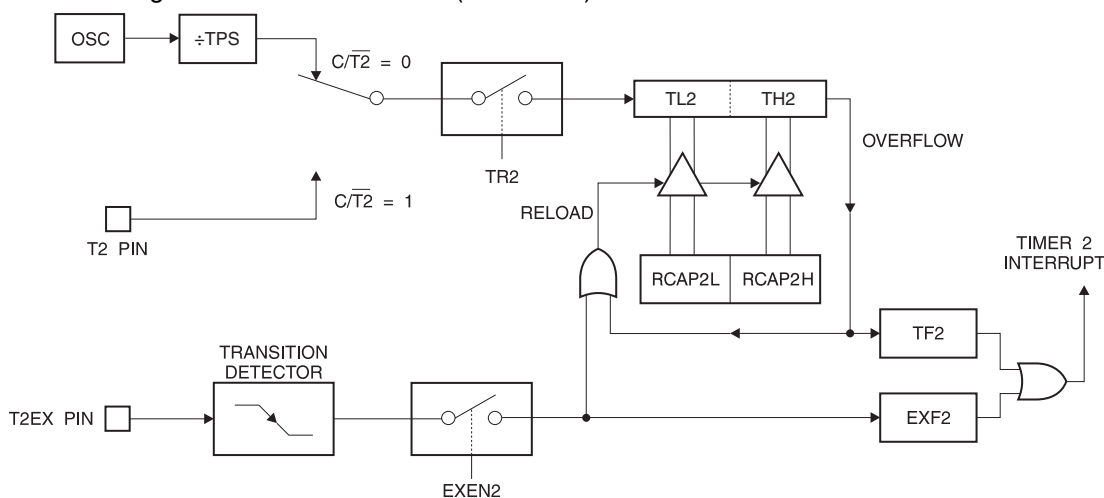 OSC
÷TPS
C/T2 = 0
TL2
TH2
OVERFLOW
TR2
C/T2 = 1
RELOAD
T2 PIN
TIMER 2
INTERRUPT
RCAP2L
RCAP2H
TF2
TRANSITION
DETECTOR
T2EX PIN
EXF2
EXEN2